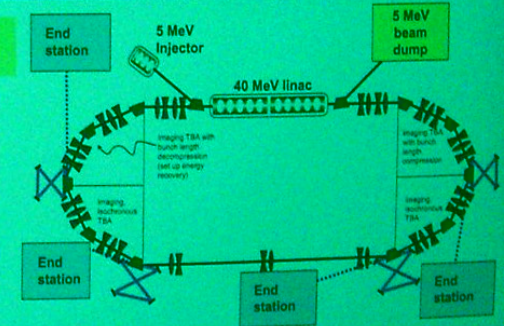 End
station
5 MeV
Injector
5 MeV
beam
dump
40 MeV linac
imaging TBA with
bunch length
decompression
(set up energy
recovery)
imaging TBA
with bunch
length
compression
imaging,
isochronous
TBA
imaging,
isochronous
TBA
End
station
End
station
End
station